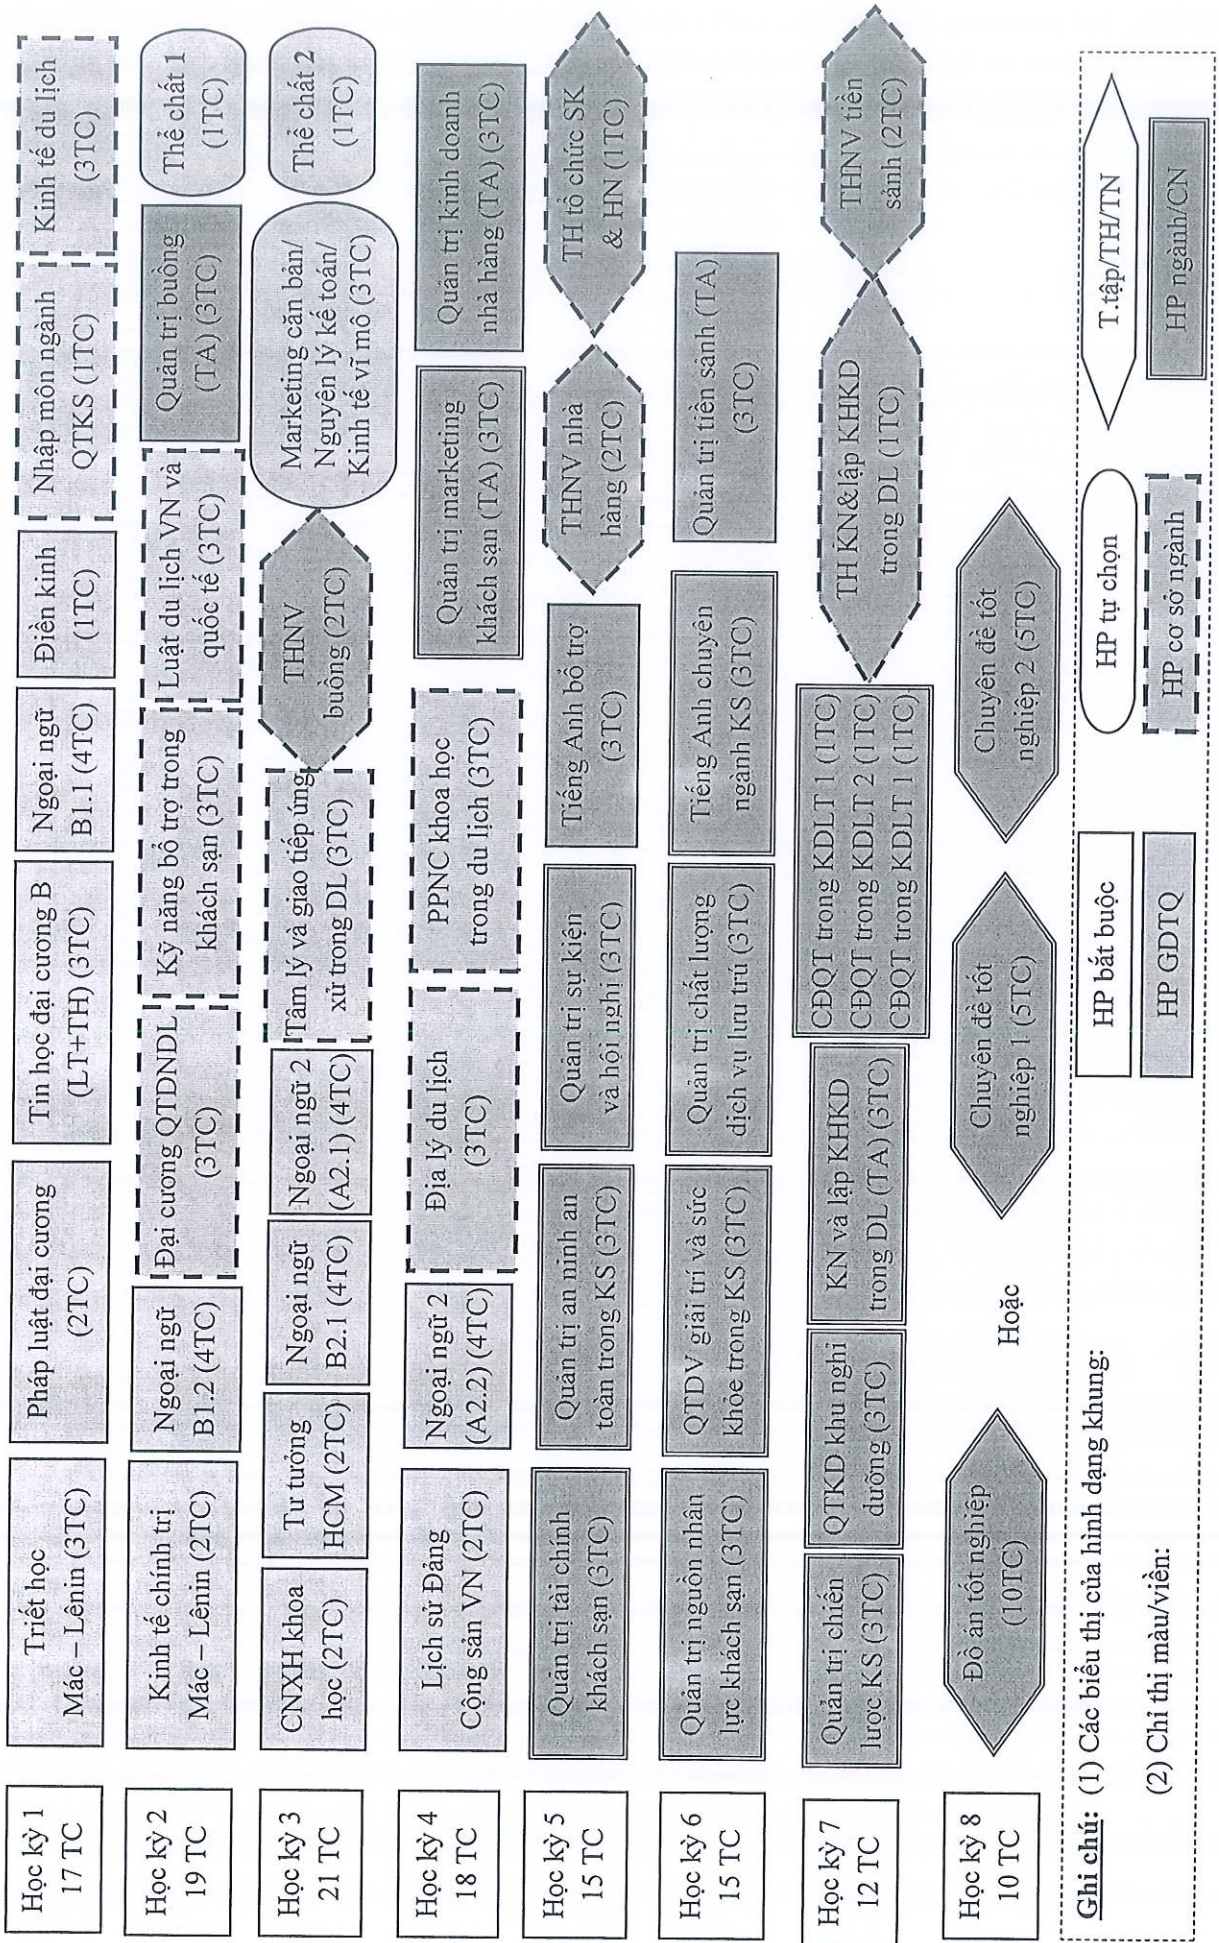 Học kỳ 1
17 TC
Triết học
Mác – Lênin (3TC)
Pháp luật đại cương
(2TC)
Tin học đại cương B
(LT+TH) (3TC)
Ngoại ngữ
B1.1 (4TC)
Điền kinh
(1TC)
Nhập môn ngành
QTKS (1TC)
Kinh tế du lịch
(3TC)
Học kỳ 2
19 TC
Kinh tế chính trị
Mác – Lênin (2TC)
Ngoại ngữ
B1.2 (4TC)
Đại cương QTDNDL
(3TC)
Kỹ năng bổ trợ trong
khách sạn (3TC)
Luật du lịch VN và
quốc tế (3TC)
Quản trị buồng
(TA) (3TC)
Thể chất 1
(1TC)
Học kỳ 3
21 TC
CNXH khoa
học (2TC)
Tư tưởng
HCM (2TC)
Ngoại ngữ
B2.1 (4TC)
Ngoại ngữ 2
(A2.1) (4TC)
Tâm lý và giao tiếp ứng
xử trong DL (3TC)
THNV
buồng (2TC)
Marketing căn bản/
Nguyên lý kế toán/
Kinh tế vĩ mô (3TC)
Thể chất 2
(1TC)
Học kỳ 4
18 TC
Lịch sử Đảng
Cộng sản VN (2TC)
Ngoại ngữ 2
(A2.2) (4TC)
Địa lý du lịch
(3TC)
PPNC khoa học
trong du lịch (3TC)
Quản trị marketing
khách sạn (TA) (3TC)
Quản trị kinh doanh
nhà hàng (TA) (3TC)
Học kỳ 5
15 TC
Quản trị tài chính
khách sạn (3TC)
Quản trị an ninh an
toàn trong KS (3TC)
Quản trị sự kiện
và hội nghị (3TC)
Tiếng Anh bổ trợ
(3TC)
THNV nhà
hàng (2TC)
TH tổ chức SK
& HN (1TC)
Học kỳ 6
15 TC
Quản trị nguồn nhân
lực khách sạn (3TC)
QTDV giải trí và sức
khỏe trong KS (3TC)
Quản trị chất lượng
dịch vụ lưu trú (3TC)
Tiếng Anh chuyên
ngành KS (3TC)
Quản trị tiền sảnh (TA)
(3TC)
Học kỳ 7
12 TC
Quản trị chiến
lược KS (3TC)
QTKD khu nghỉ
dưỡng (3TC)
KN và lập KHKD
trong DL (TA) (3TC)
CĐQT trong KDLT 1 (1TC)
CĐQT trong KDLT 2 (1TC)
CĐQT trong KDLT 1 (1TC)
TH KN&lập KHKD
trong DL (1TC)
THNV tiền
sảnh (2TC)
Học kỳ 8
10 TC
Đồ án tốt nghiệp
(10TC)
Hoặc
Chuyên đề tốt
nghiệp 1 (5TC)
Chuyên đề tốt
nghiệp 2 (5TC)
Ghi chú: (1) Các biểu thị của hình dạng khung:
HP bắt buộc
HP tự chọn
T.tập/TH/TN
(2) Chỉ thị màu/viền:
HP GDTQ
HP cơ sở ngành
HP ngành/CN